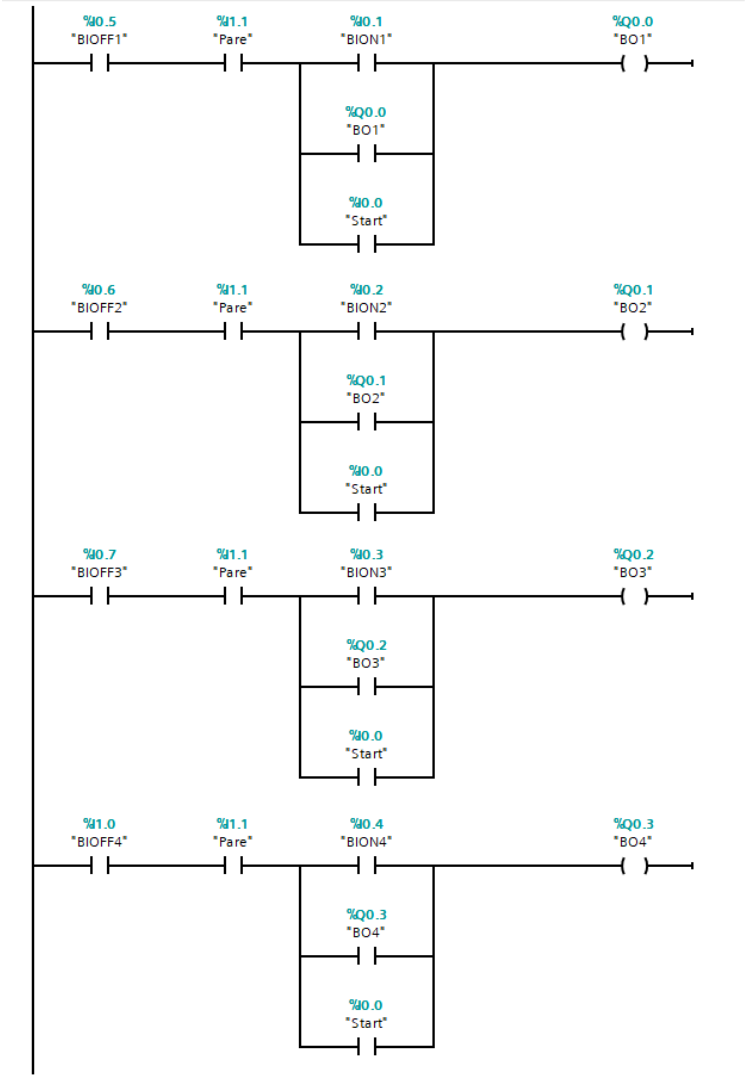 %I0.5 %I1.1 %I0.1 %Q0.0
"BIOFF1" "Pare" "BION1" "BO1"
%Q0.0
"BO1"
%I0.0
"Start"
%I0.6 %I1.1 %I0.2 %Q0.1
"BIOFF2" "Pare" "BION2" "BO2"
%Q0.1
"BO2"
%I0.0
"Start"
%I0.7 %I1.1 %I0.3 %Q0.2
"BIOFF3" "Pare" "BION3" "BO3"
%Q0.2
"BO3"
%I0.0
"Start"
%I1.0 %I1.1 %I0.4 %Q0.3
"BIOFF4" "Pare" "BION4" "BO4"
%Q0.3
"BO4"
%I0.0
"Start"